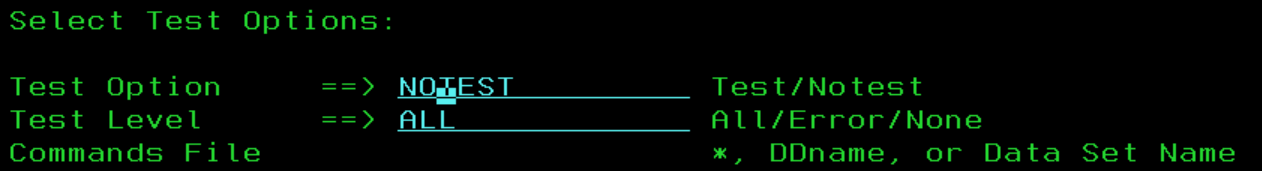 Select Test Options:
Test Option ==> NOTEST Test/Notest
Test Level ==> ALL All/Error/None
Commands File *, DDname, or Data Set Name